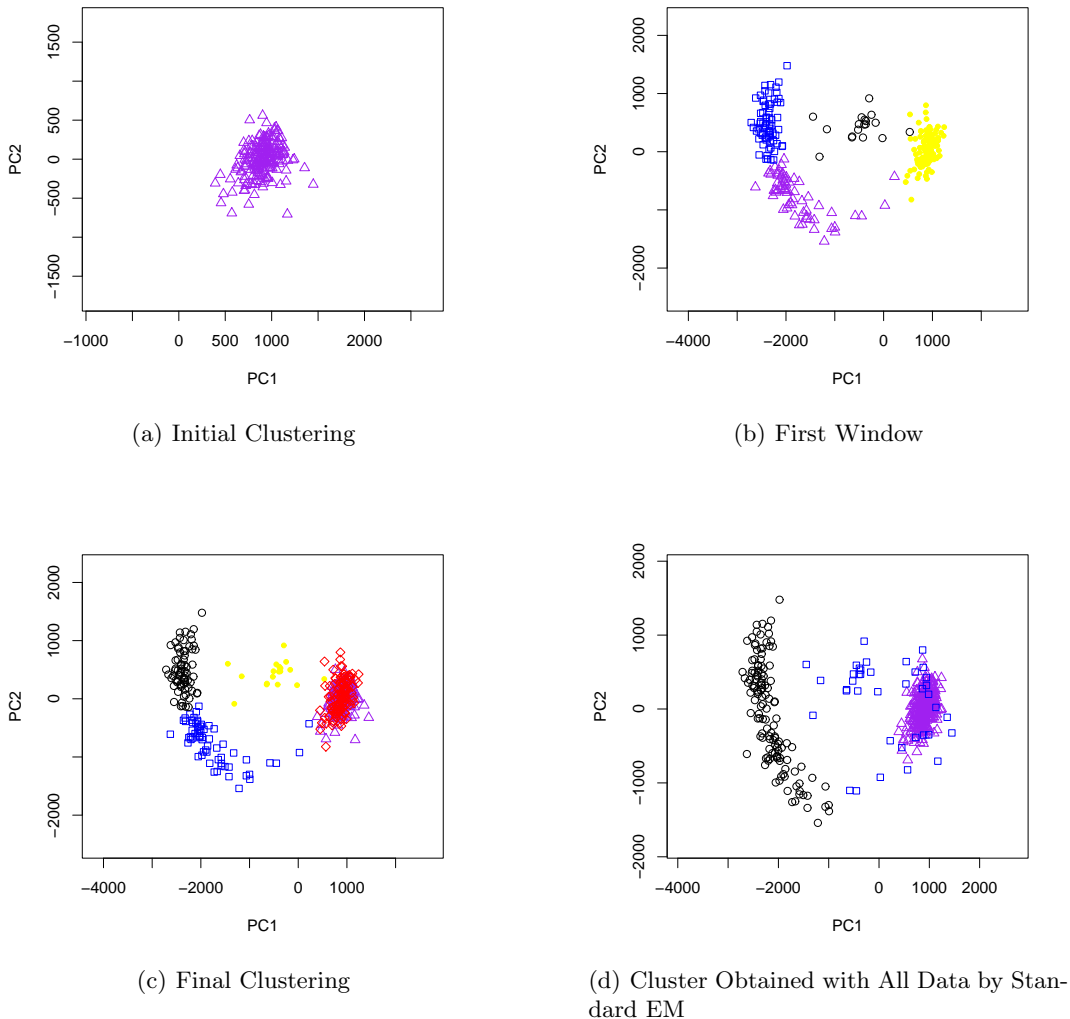 1500
500
0
−500
−1500
PC2
−1000
0
500
1000
2000
PC1
(a) Initial Clustering
2000
1000
0
−2000
PC2
−4000
−2000
0
1000
PC1
(b) First Window
2000
1000
0
−2000
PC2
−4000
−2000
0
1000
PC1
(c) Final Clustering
2000
1000
0
−1000
−2000
PC2
−4000
−2000
0
1000
2000
PC1
(d) Cluster Obtained with All Data by Stan-
dard EM